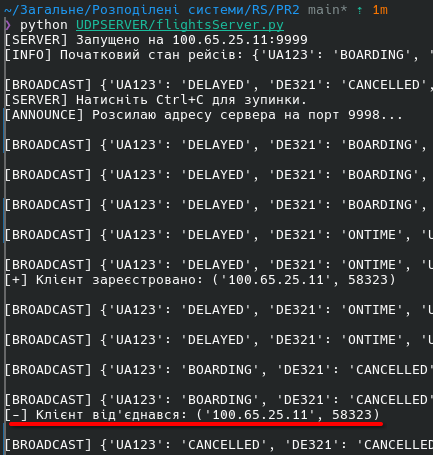 ~/Загальне/Розподілені системи/RS/PR2 main* ⇡ 1m
❯ python UDPSERVER/flightsServer.py
[SERVER] Запущено на 100.65.25.11:9999
[INFO] Початковий стан рейсів: {'UA123': 'BOARDING', '
[BROADCAST] {'UA123': 'DELAYED', 'DE321': 'CANCELLED',
[SERVER] Натисніть Ctrl+C для зупинки.
[ANNOUNCE] Розсилаю адресу сервера на порт 9998...
[BROADCAST] {'UA123': 'DELAYED', 'DE321': 'BOARDING',
[BROADCAST] {'UA123': 'DELAYED', 'DE321': 'BOARDING',
[BROADCAST] {'UA123': 'DELAYED', 'DE321': 'BOARDING',
[BROADCAST] {'UA123': 'DELAYED', 'DE321': 'ONTIME', 'U
[BROADCAST] {'UA123': 'DELAYED', 'DE321': 'ONTIME', 'U
[+] Клієнт зареєстровано: ('100.65.25.11', 58323)
[BROADCAST] {'UA123': 'DELAYED', 'DE321': 'ONTIME', 'U
[BROADCAST] {'UA123': 'DELAYED', 'DE321': 'ONTIME', 'U
[BROADCAST] {'UA123': 'BOARDING', 'DE321': 'CANCELLED'
[BROADCAST] {'UA123': 'BOARDING', 'DE321': 'CANCELLED'
[-] Клієнт від'єднався: ('100.65.25.11', 58323)
[BROADCAST] {'UA123': 'CANCELLED', 'DE321': 'CANCELLED